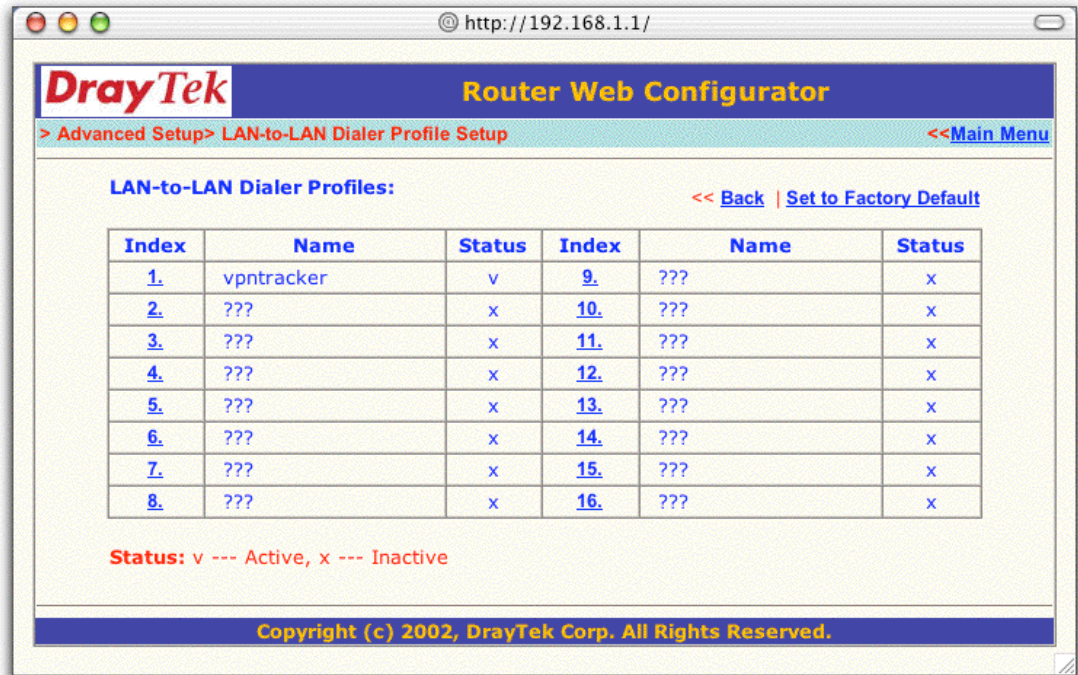 http://192.168.1.1/
DrayTek Router Web Configurator
> Advanced Setup> LAN-to-LAN Dialer Profile Setup <<Main Menu
LAN-to-LAN Dialer Profiles: << Back | Set to Factory Default
Index Name Status Index Name Status
1. vpntracker v 9. ??? x
2. ??? x 10. ??? x
3. ??? x 11. ??? x
4. ??? x 12. ??? x
5. ??? x 13. ??? x
6. ??? x 14. ??? x
7. ??? x 15. ??? x
8. ??? x 16. ??? x
Status: v --- Active, x --- Inactive
Copyright (c) 2002, DrayTek Corp. All Rights Reserved.